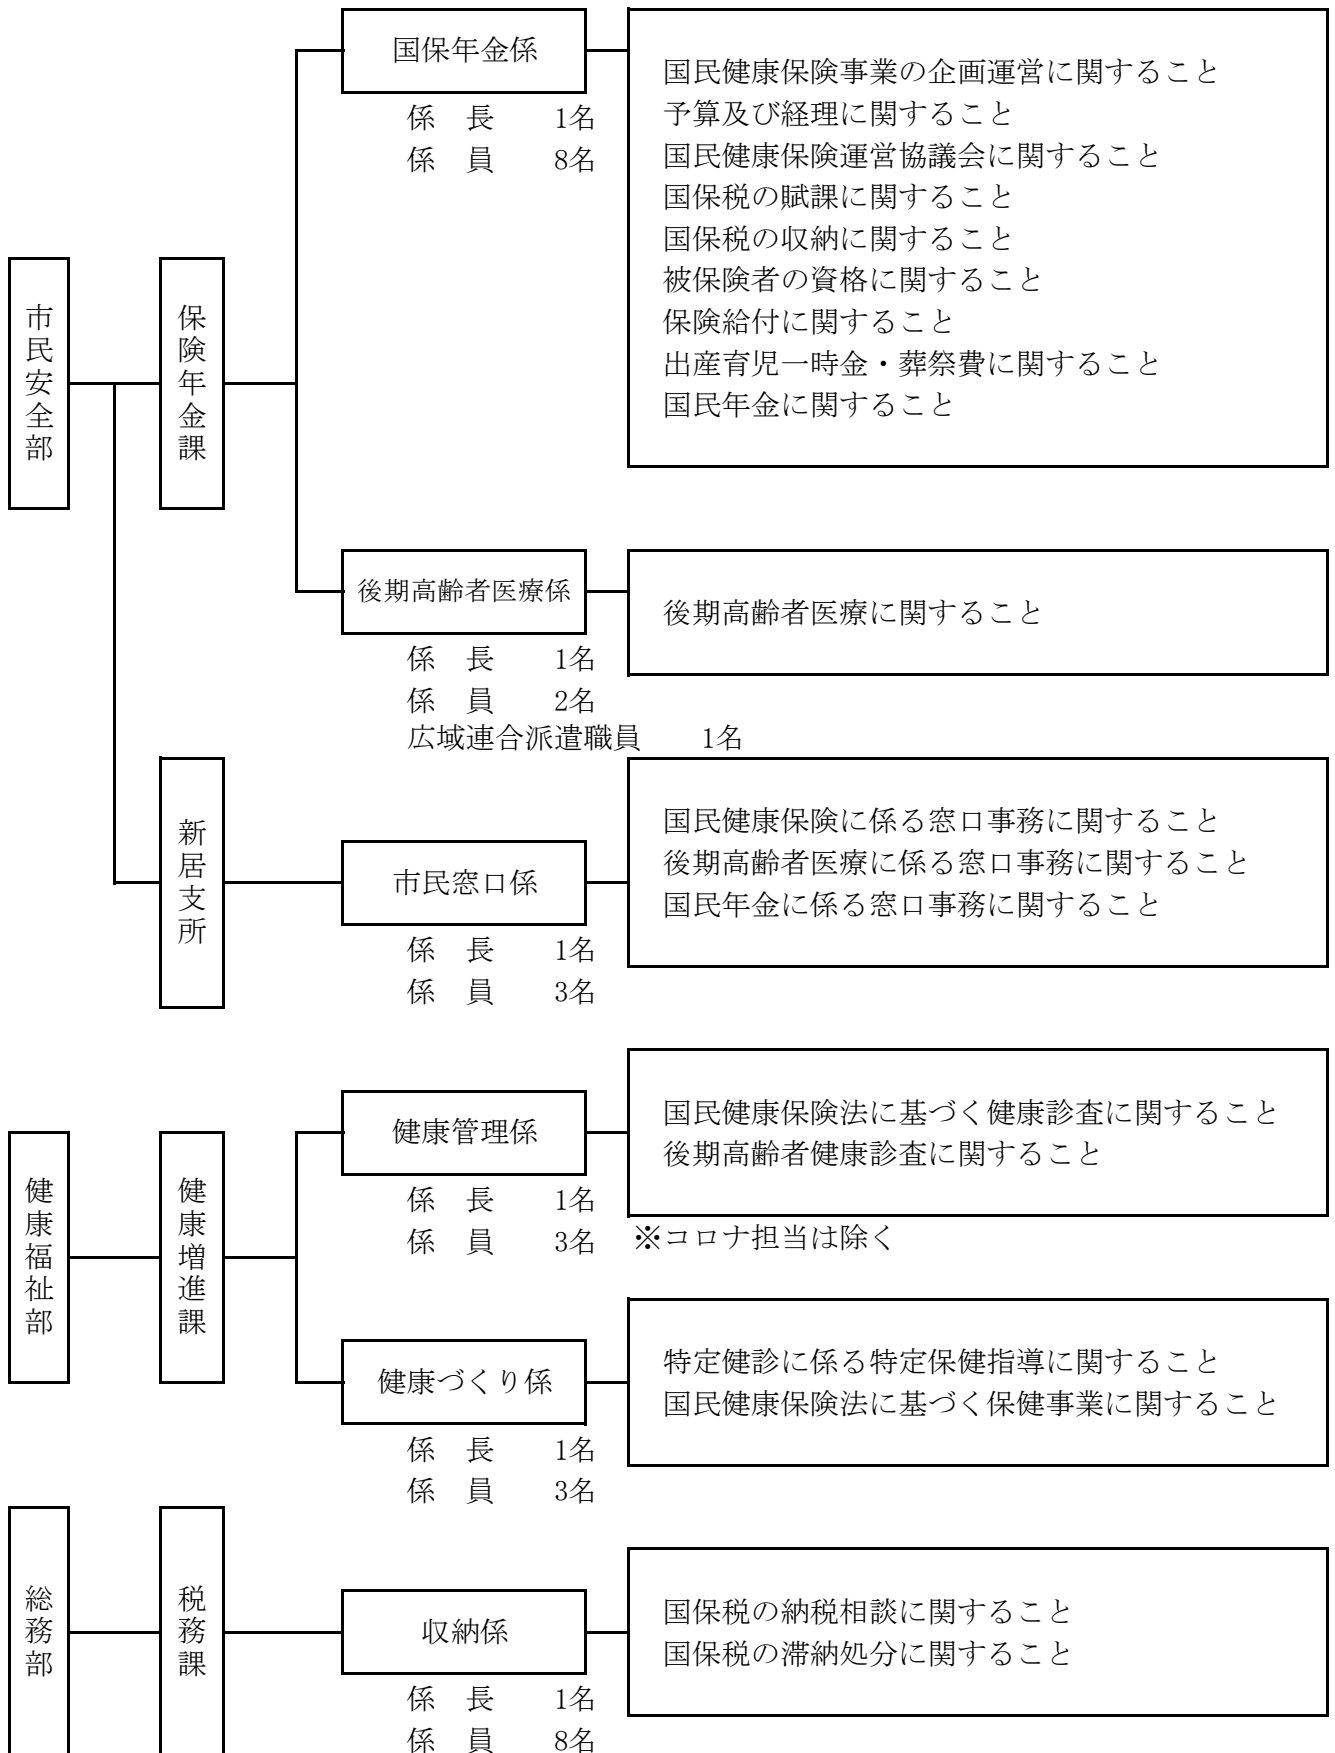 国保年金係
係　長　　1名
係　員　　8名
国民健康保険事業の企画運営に関すること
予算及び経理に関すること
国民健康保険運営協議会に関すること
国保税の賦課に関すること
国保税の収納に関すること
被保険者の資格に関すること
保険給付に関すること
出産育児一時金・葬祭費に関すること
国民年金に関すること
市民安全部
保険年金課
後期高齢者医療係
係　長　　1名
係　員　　2名
広域連合派遣職員　　1名
後期高齢者医療に関すること
新居支所
市民窓口係
係　長　　1名
係　員　　3名
国民健康保険に係る窓口事務に関すること
後期高齢者医療に係る窓口事務に関すること
国民年金に係る窓口事務に関すること
健康福祉部
健康増進課
健康管理係
係　長　　1名
係　員　　3名
国民健康保険法に基づく健康診査に関すること
後期高齢者健康診査に関すること
※コロナ担当は除く
健康づくり係
係　長　　1名
係　員　　3名
特定健診に係る特定保健指導に関すること
国民健康保険法に基づく保健事業に関すること
総務部
税務課
収納係
係　長　　1名
係　員　　8名
国保税の納税相談に関すること
国保税の滞納処分に関すること